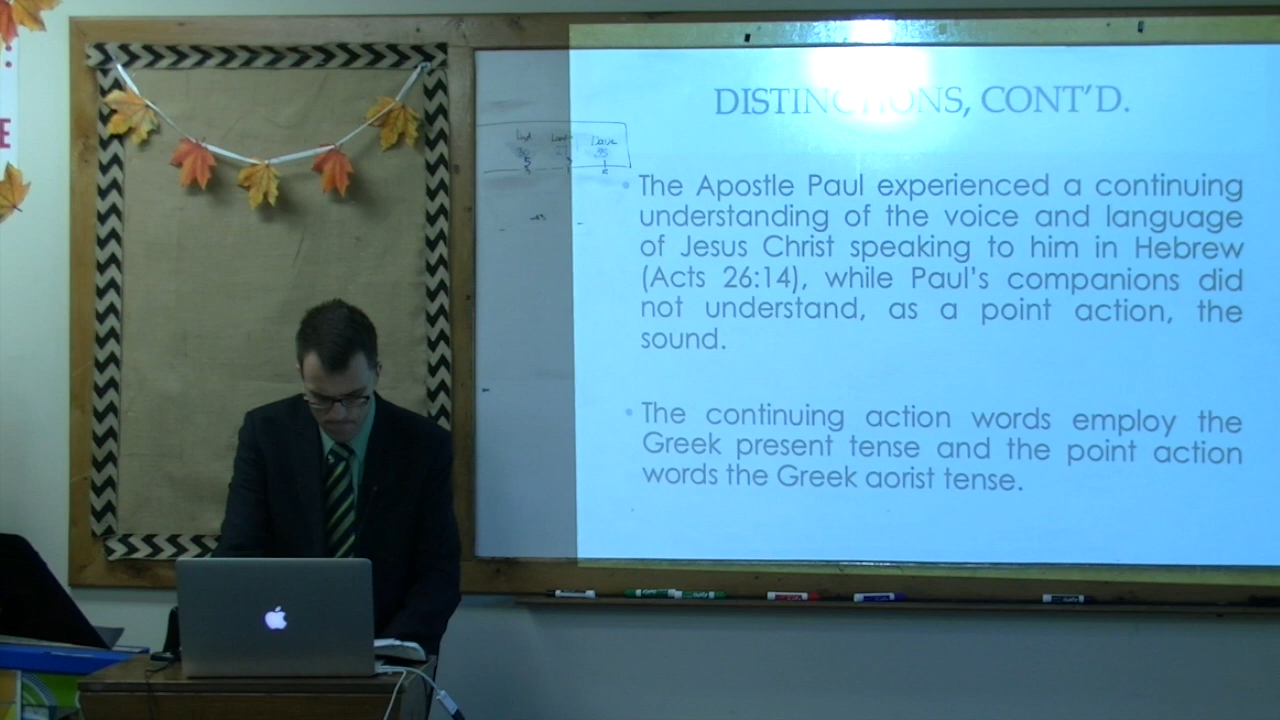 E
Dave
35
DISTINCTIONS, CONT'D.
• The Apostle Paul experienced a continuing
understanding of the voice and language
of Jesus Christ speaking to him in Hebrew
(Acts 26:14), while Paul's companions did
not understand, as a point action, the
sound.
• The continuing action words employ the
Greek present tense and the point action
words the Greek aorist tense.